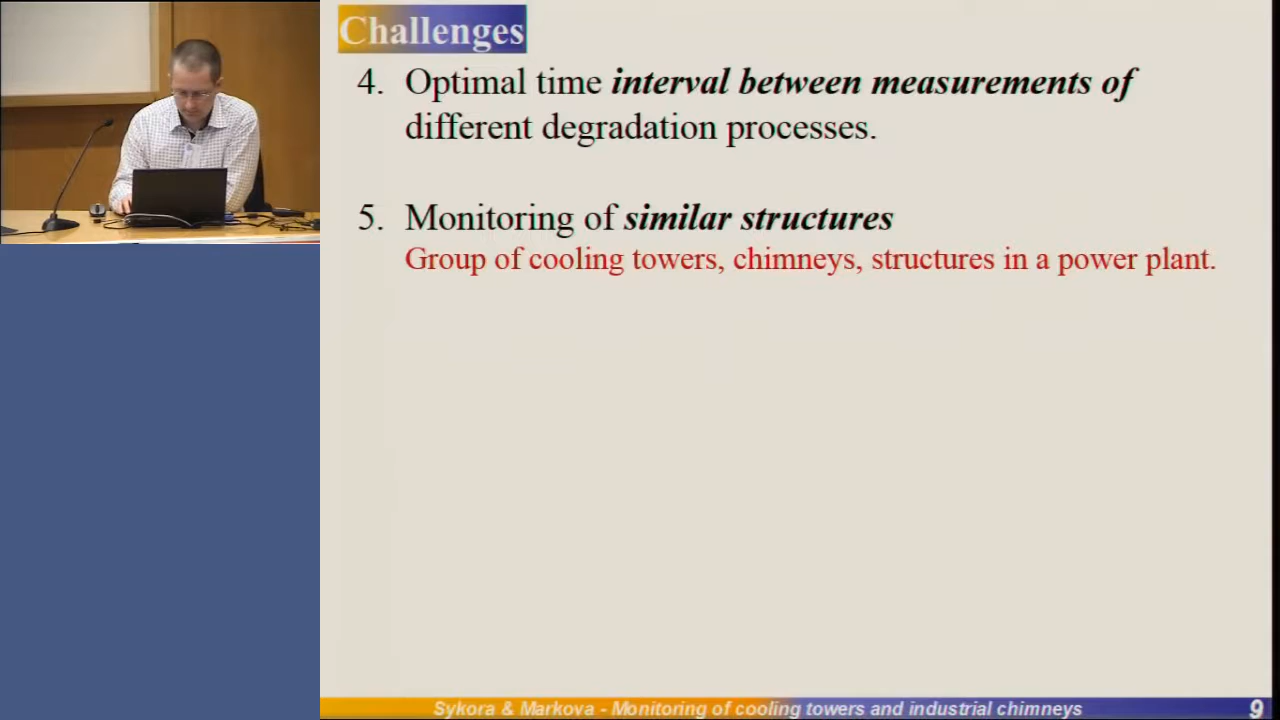 Challenges
4. Optimal time interval between measurements of
different degradation processes.
5. Monitoring of similar structures
Group of cooling towers, chimneys, structures in a power plant.
Sykora & Markova - Monitoring of cooling towers and industrial chimneys 9